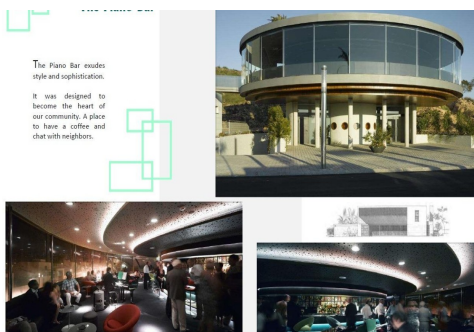 The Piano Bar
The Piano Bar exudes
style and sophistication.
It was designed to
become the heart of
our community. A place
to have a coffee and
chat with neighbors.